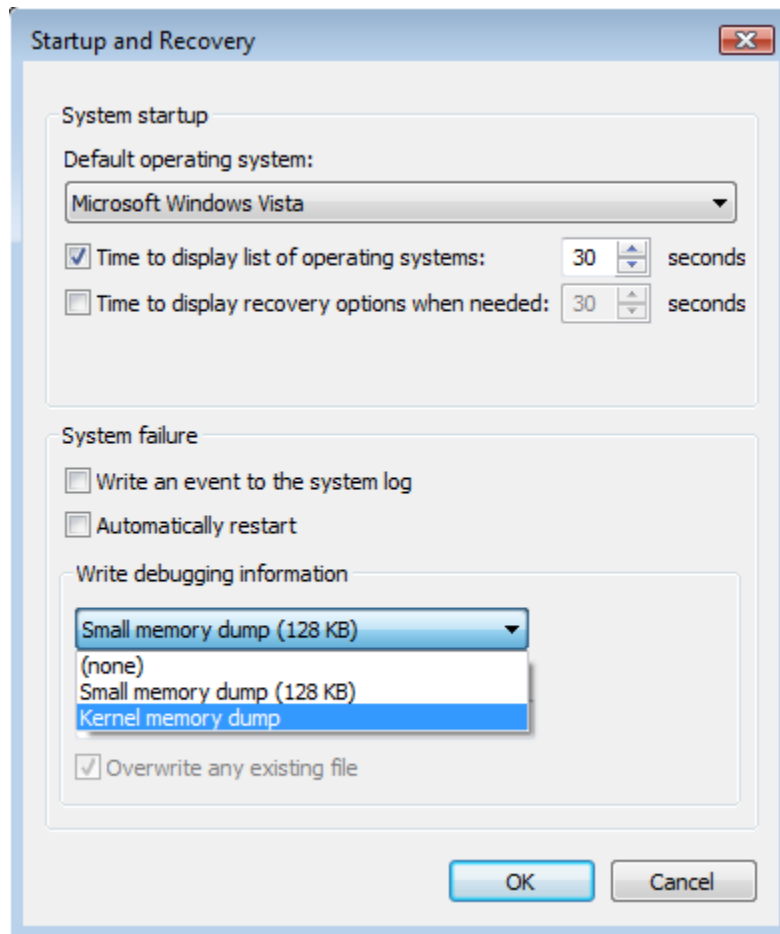 Startup and Recovery
System startup
Default operating system:
Microsoft Windows Vista
Time to display list of operating systems: 30 seconds
Time to display recovery options when needed: 30 seconds
System failure
Write an event to the system log
Automatically restart
Write debugging information
Small memory dump (128 KB)
(none)
Small memory dump (128 KB)
Kernel memory dump
Overwrite any existing file
OK Cancel